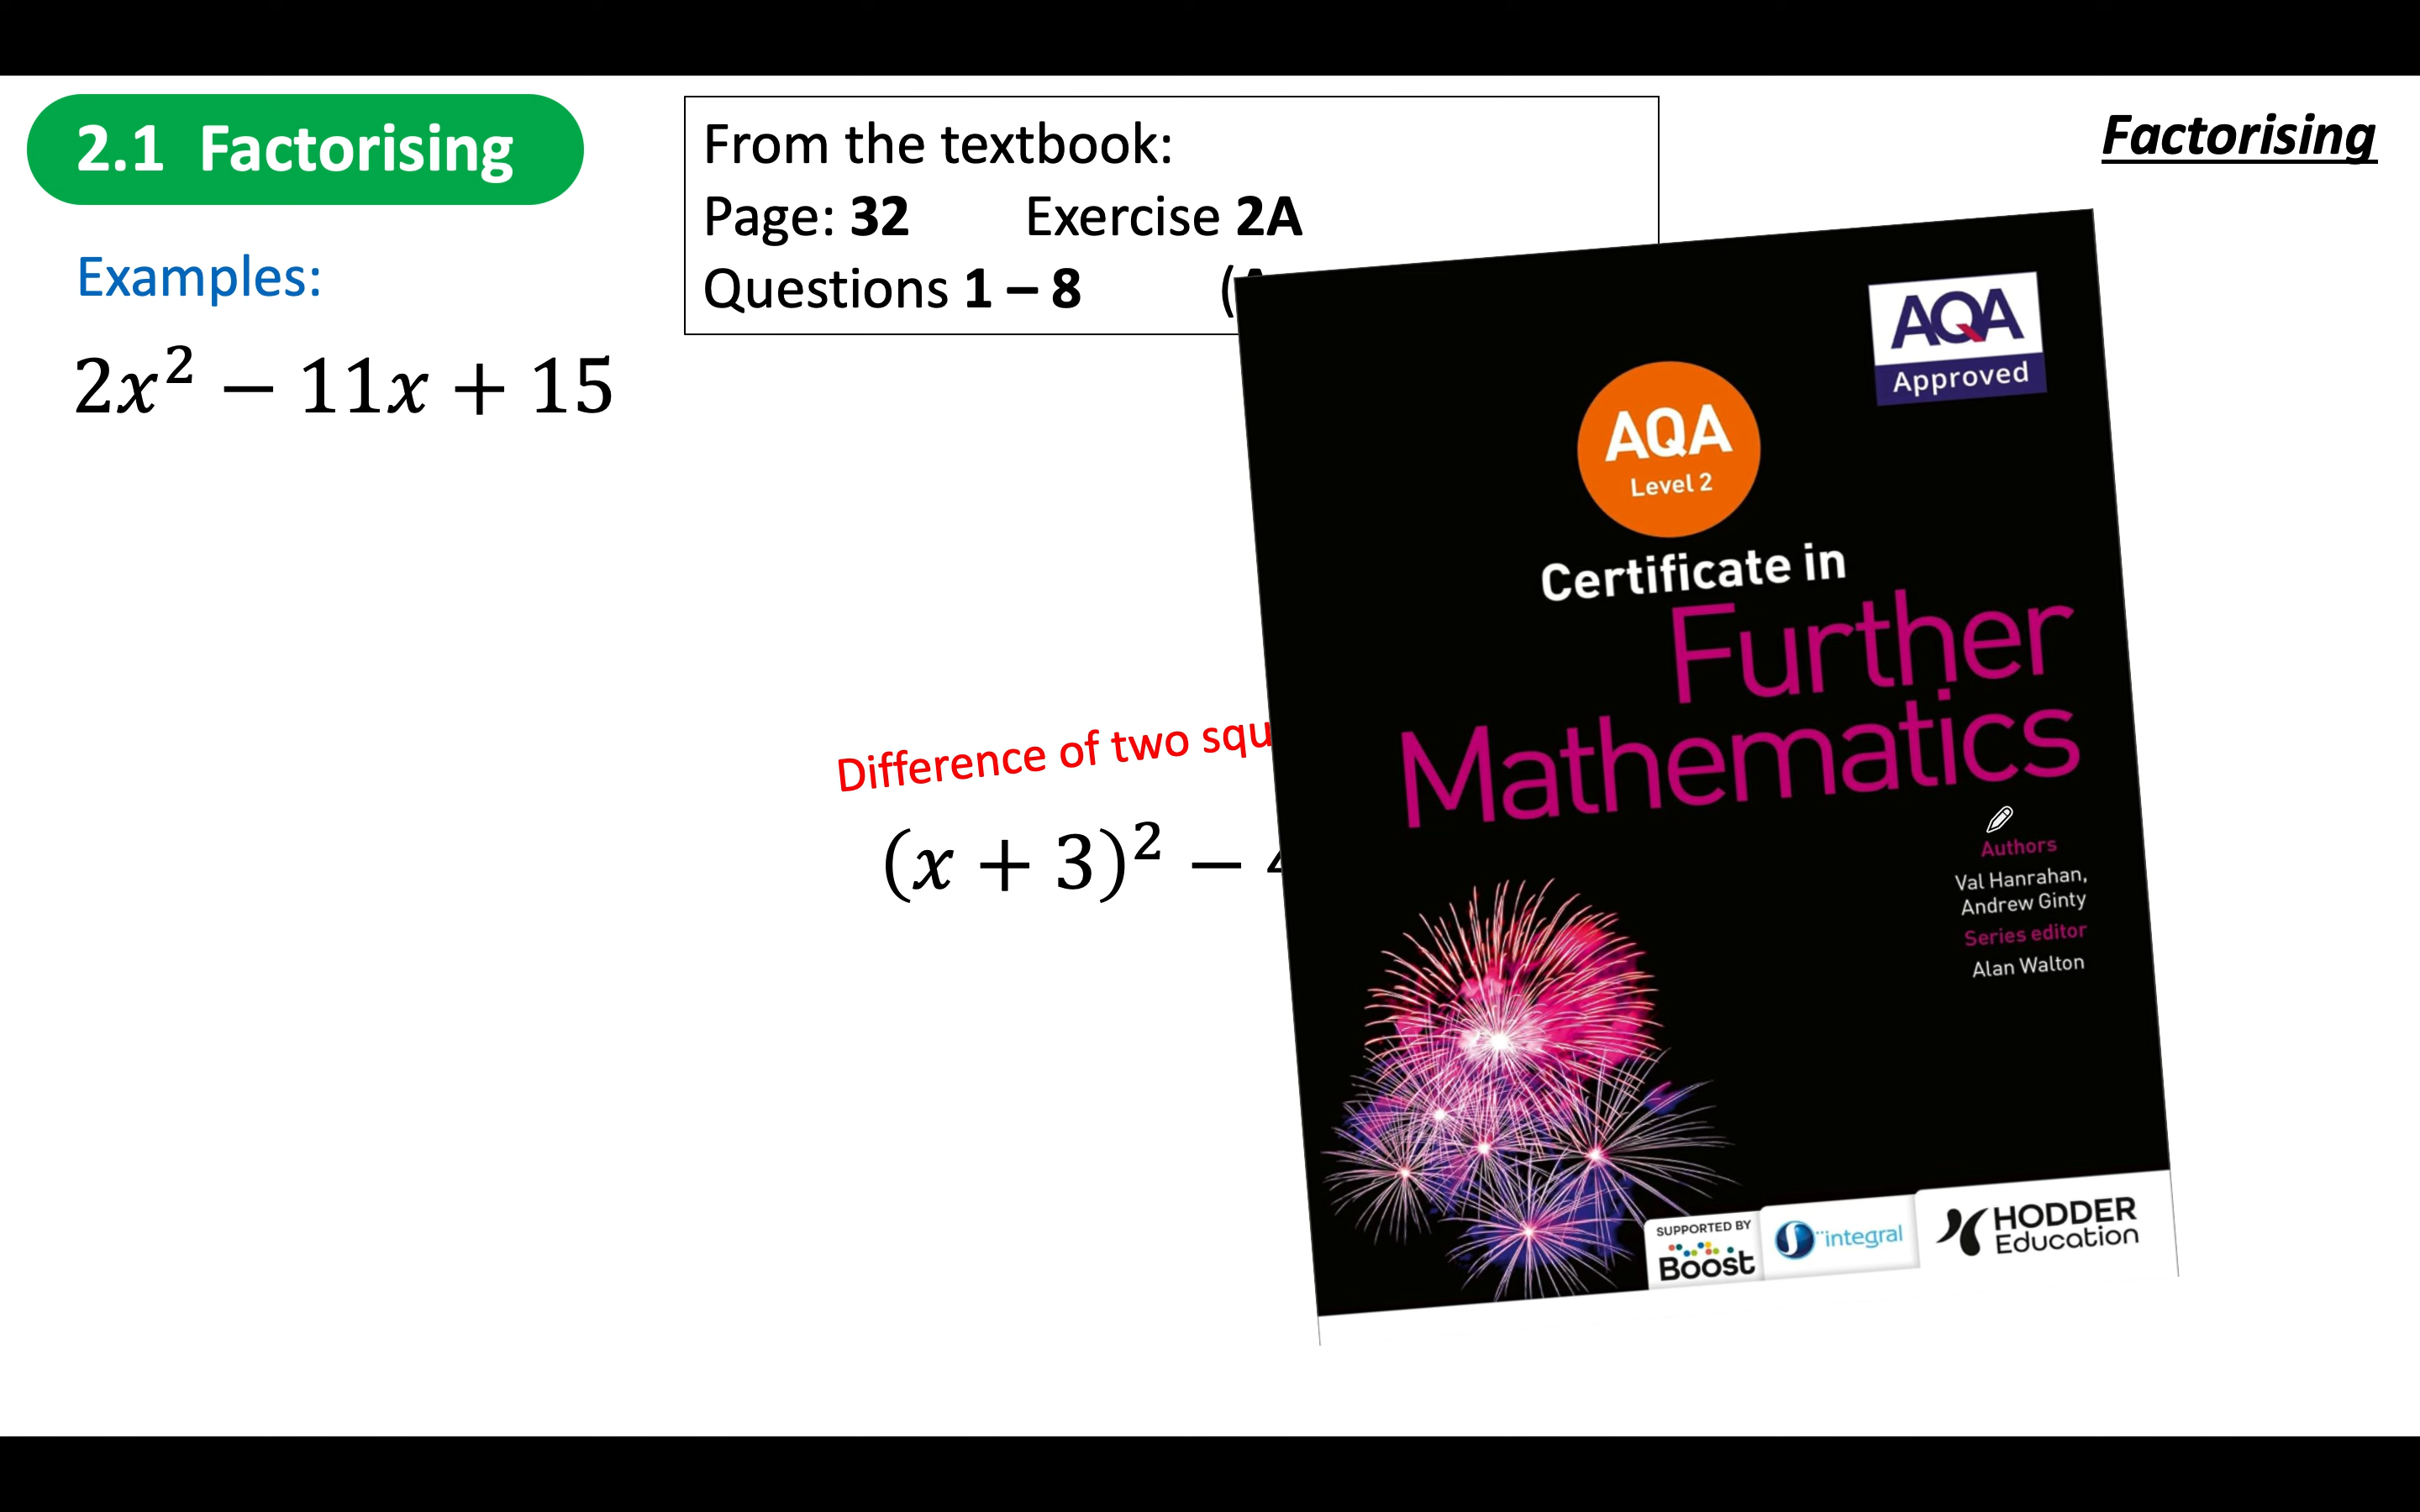 2.1 Factorising
From the textbook:
Page: 32 Exercise 2A
Questions 1 – 8 (
Factorising
Examples:
2x² − 11x + 15
Difference of two squ
(x + 3)² −
AQA
Approved
AQA
Level 2
Certificate in
Further
Mathematics
Authors
Val Hanrahan,
Andrew Ginty
Series editor
Alan Walton
SUPPORTED BY
Boost
integral
HODDER
Education